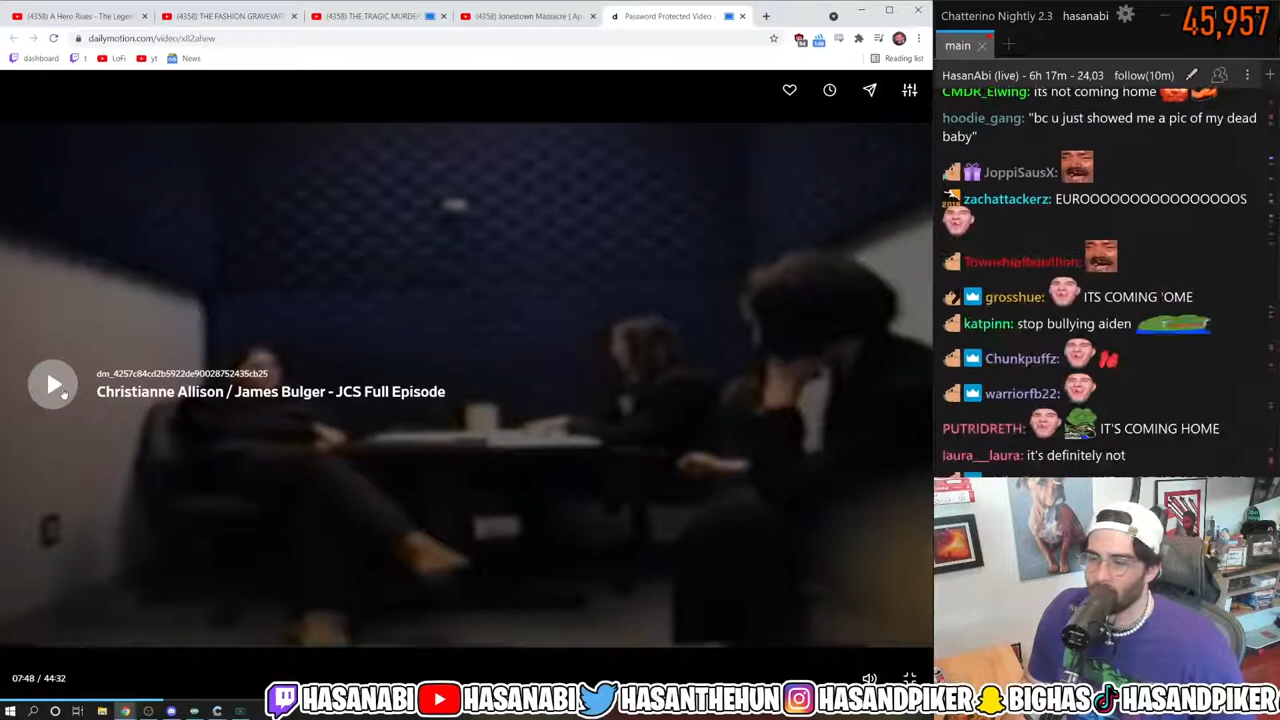 (4358) A Hero Rises - The Legen
(4358) THE FASHION GRAVEYAR
(4358) THE TRAGIC MURDE
(4358) Jonestown Massacre [ Ap
Password Protected Video -
dailymotion.com/video/x82ahew
94
140
Reading list
dashboard
t
LoFi
yt
News
dm_4257c84cd2b5922de90028752435cb25
Christianne Allison / James Bulger - JCS Full Episode
07:48 / 44:32
Chatterino Nightly 2.3
hasanabi
45,957
main
HasanAbi (live) - 6h 17m - 24,03
follow(10m)
CMDR_Elwing: its not coming home
hoodie_gang: "bc u just showed me a pic of my dead
baby"
JoppiSausX:
zachattackerz: EUROOOOOOOOOOOOOOOS
grosshue: ITS COMING 'OME
katpinn: stop bullying aiden
Chunkpuffz:
warriorfb22:
PUTRIDRETH: IT'S COMING HOME
laura__laura: it's definitely not
HASANABI
HASANABI
HASANTHEHUN
HASANDPIKER
BIGHAS
HASANDPIKER